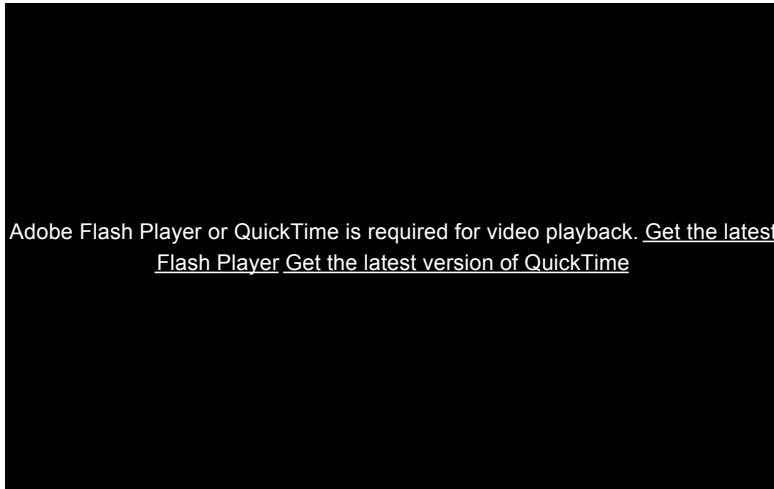 Adobe Flash Player or QuickTime is required for video playback. Get the latest
Flash Player Get the latest version of QuickTime